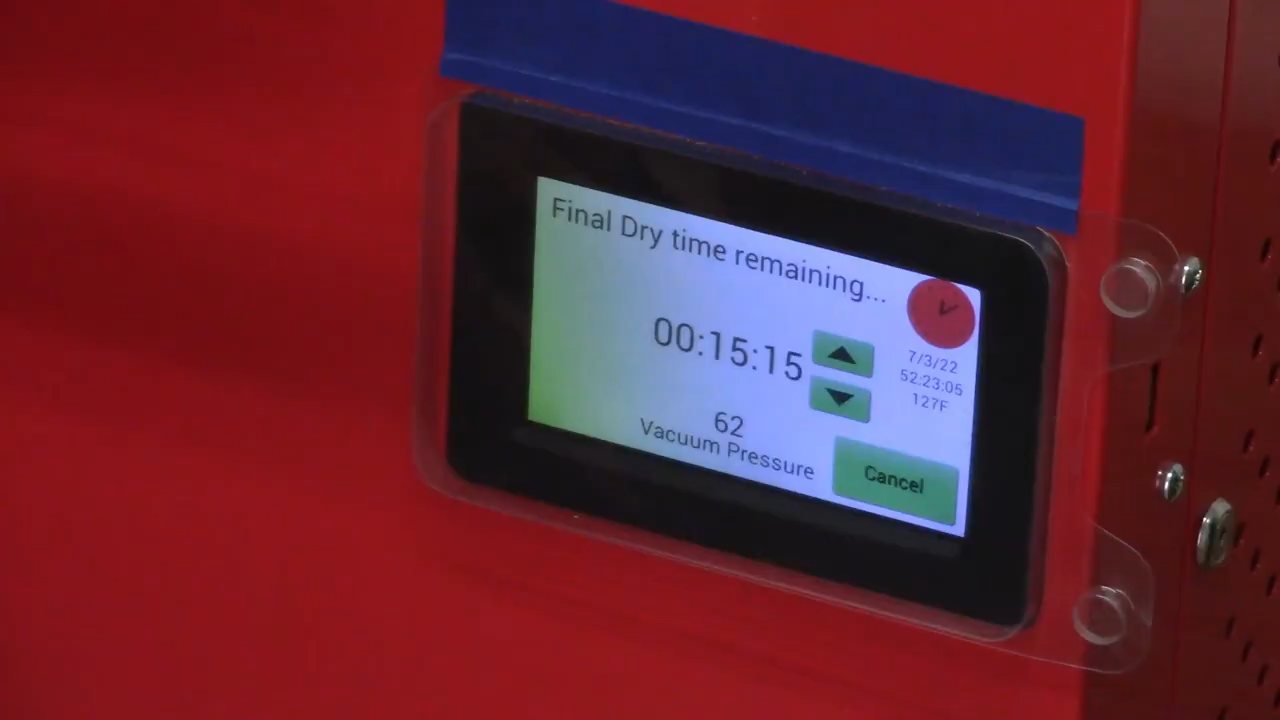 Final Dry time remaining...
00:15:15
7/3/22
52:23:05
127F
62
Vacuum Pressure
Cancel